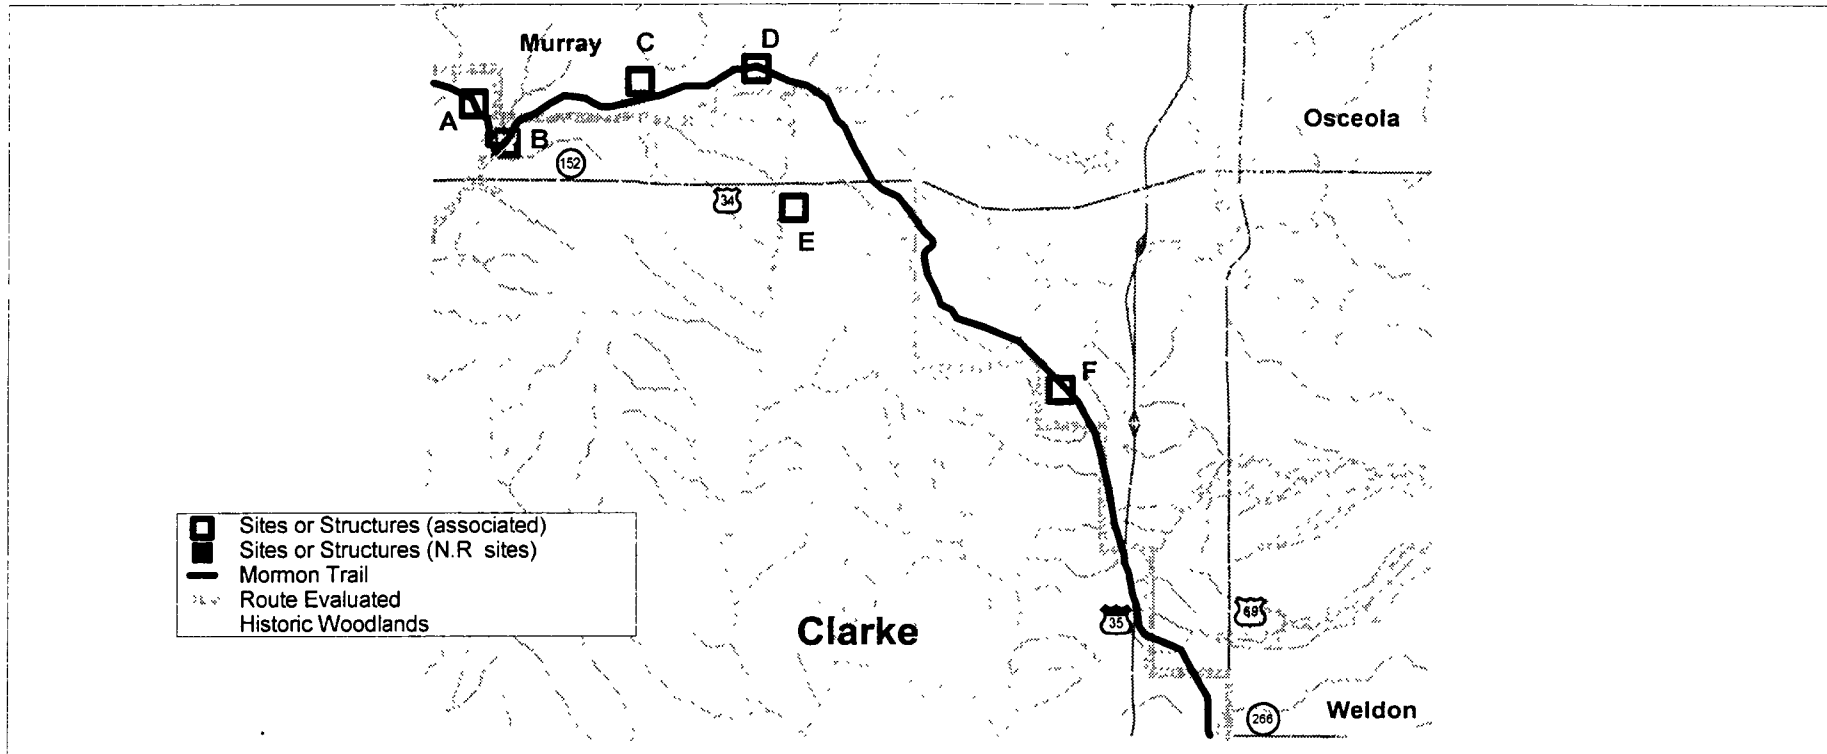 Murray
C
D
A
B
152
Osceola
34
E
F
Sites or Structures (associated)
Sites or Structures (N.R sites)
Mormon Trail
Route Evaluated
Historic Woodlands
Clarke
35
69
Weldon
266